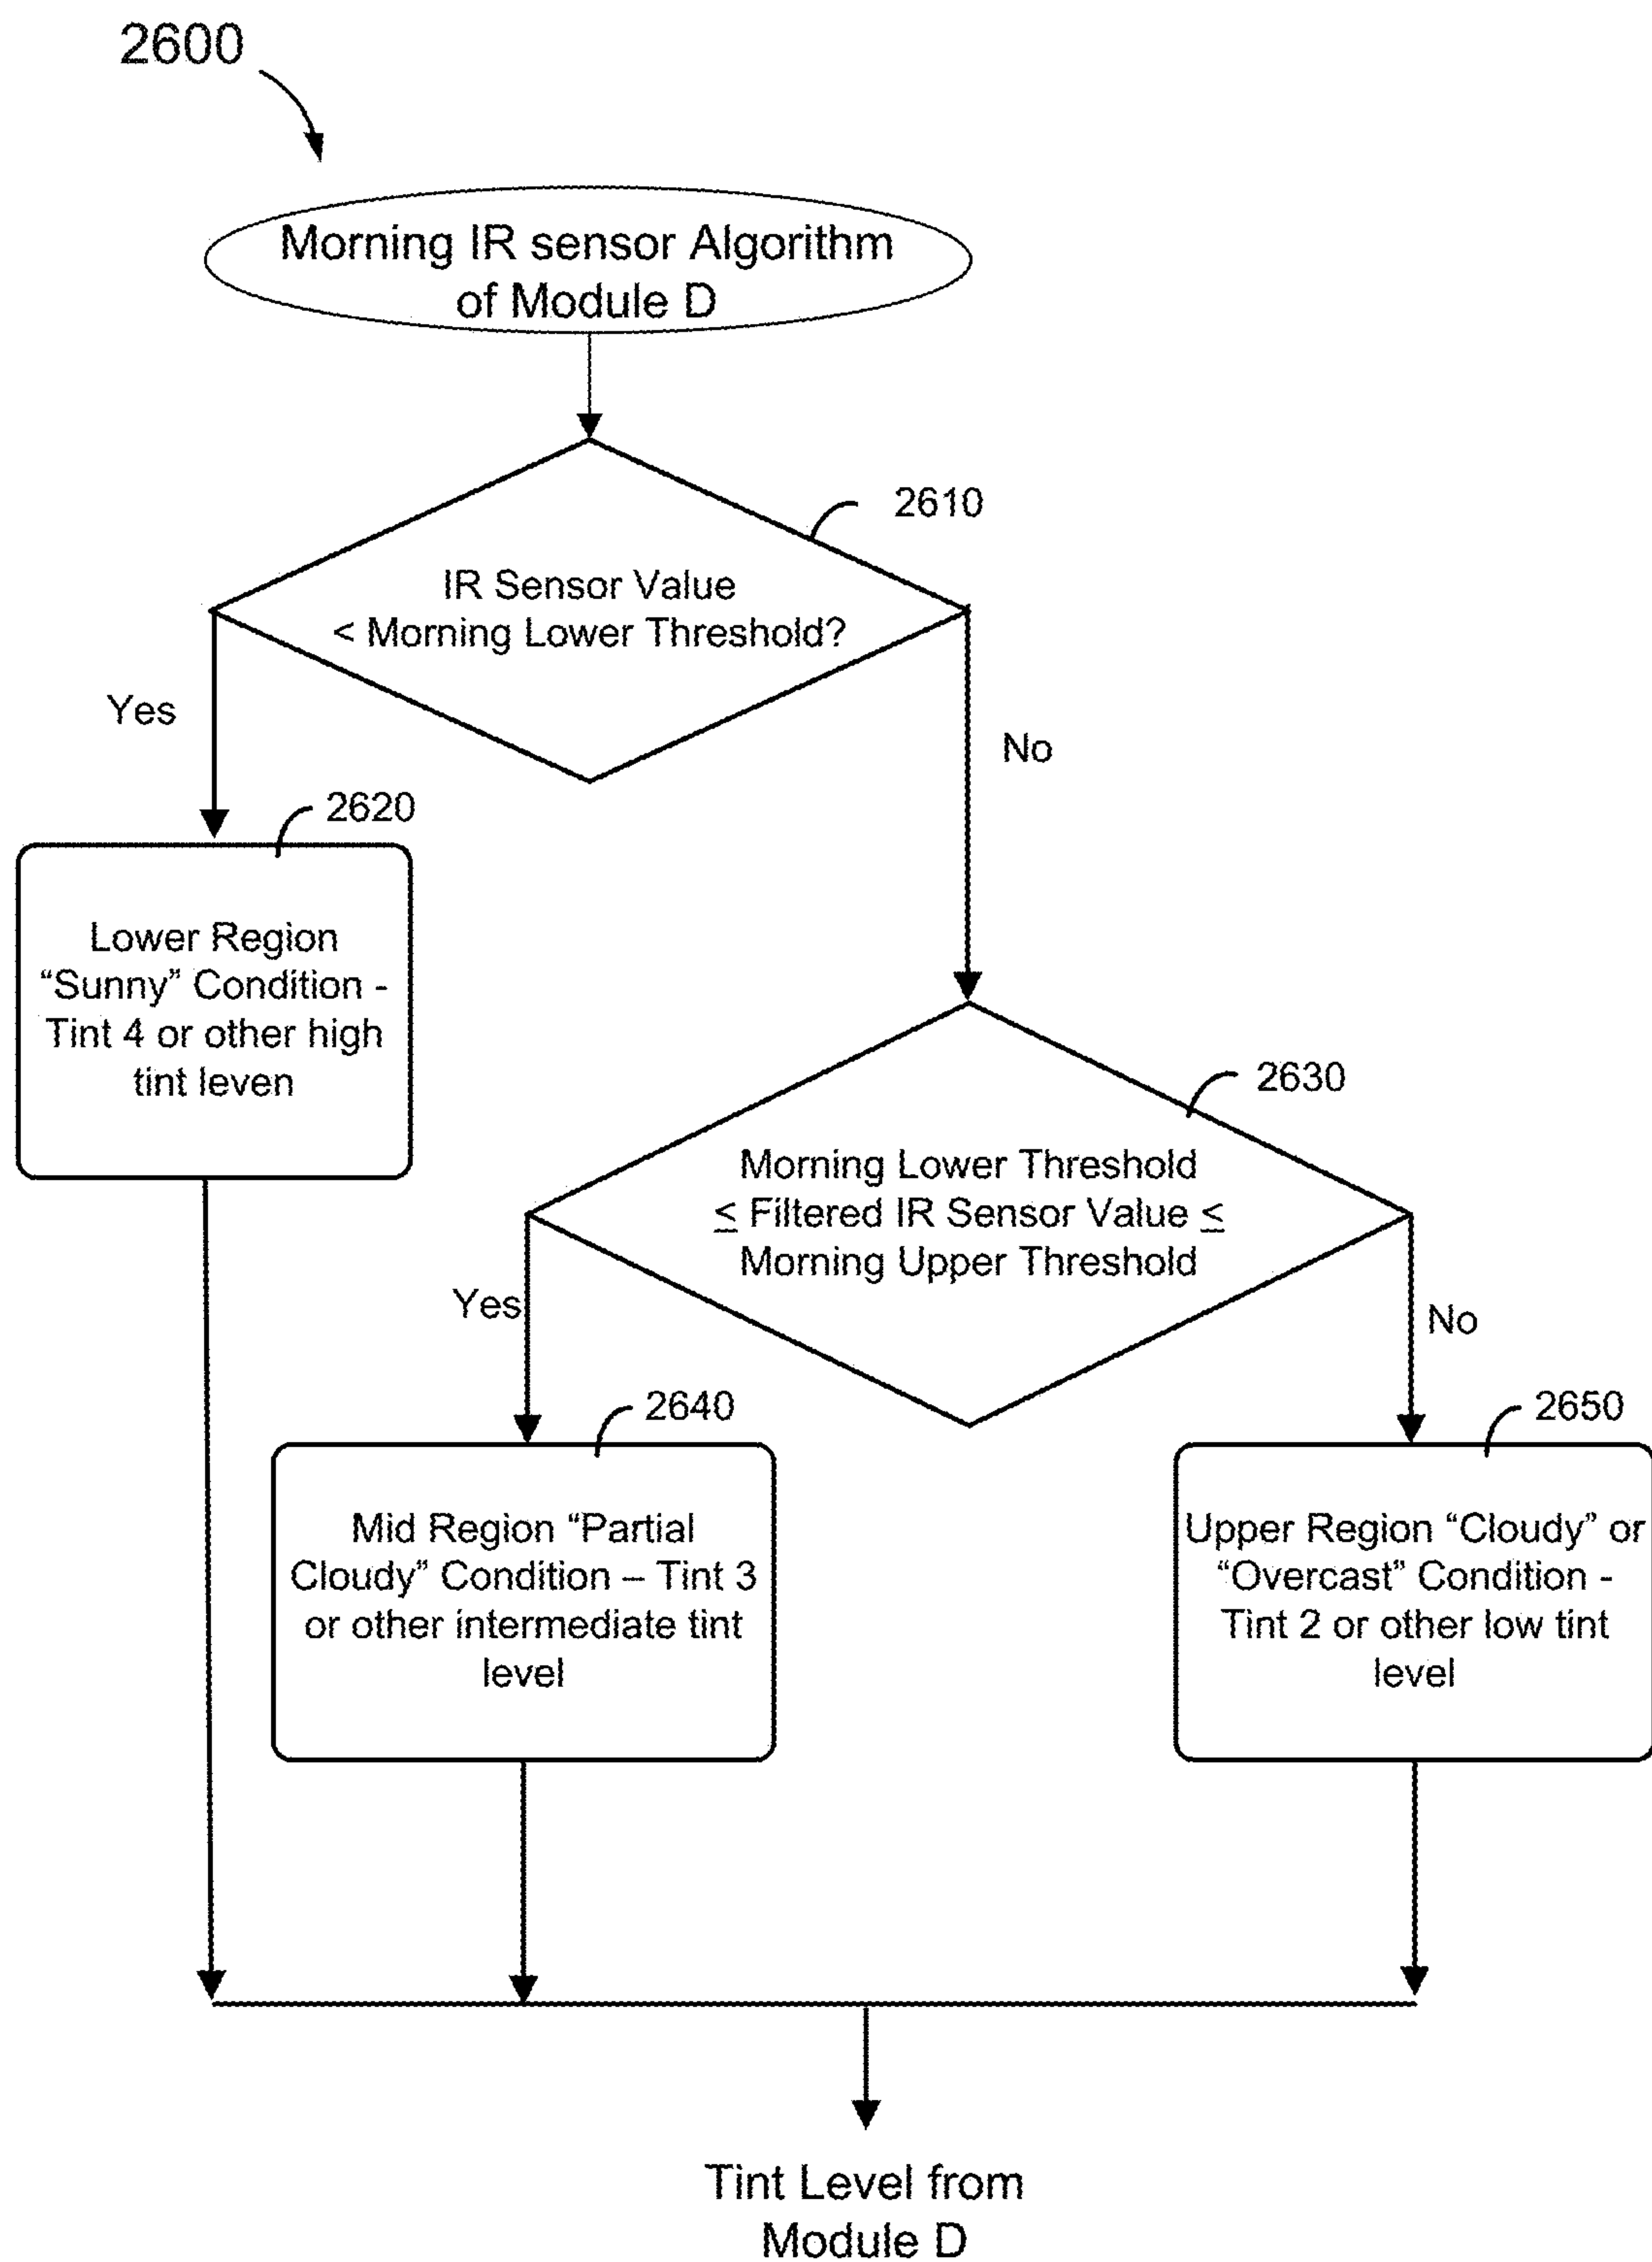 2600
Morning IR sensor Algorithm
of Module D
2610
IR Sensor Value
< Morning Lower Threshold?
Yes
No
2620
Lower Region
“Sunny” Condition -
Tint 4 or other high
tint leven
2630
Morning Lower Threshold
≤ Filtered IR Sensor Value ≤
Morning Upper Threshold
Yes
No
2640
Mid Region “Partial
Cloudy” Condition – Tint 3
or other intermediate tint
level
2650
Upper Region “Cloudy” or
“Overcast” Condition -
Tint 2 or other low tint
level
Tint Level from
Module D